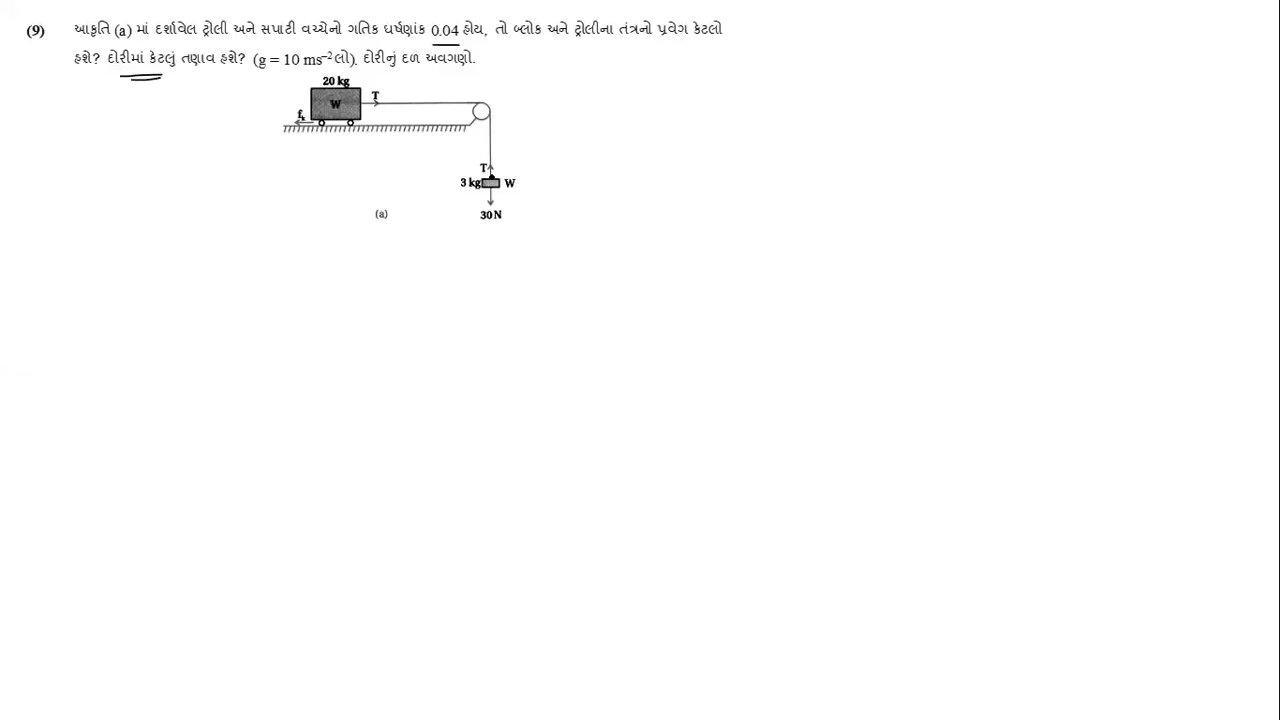 (9) આકૃતિ (a) માં દર્શાવેલ ટ્રોલી અને સપાટી વચ્ચેનો ગતિક ઘર્ષણાંક 0.04 હોય, તો બ્લોક અને ટ્રોલીના તંત્રનો પ્રવેગ કેટલો
હશે? દોરીમાં કેટલું તણાવ હશે? (g = 10 ms⁻² લો). દોરીનું દળ અવગણો.
20 kg
T
W
fk
T
3 kg W
(a) 30 N